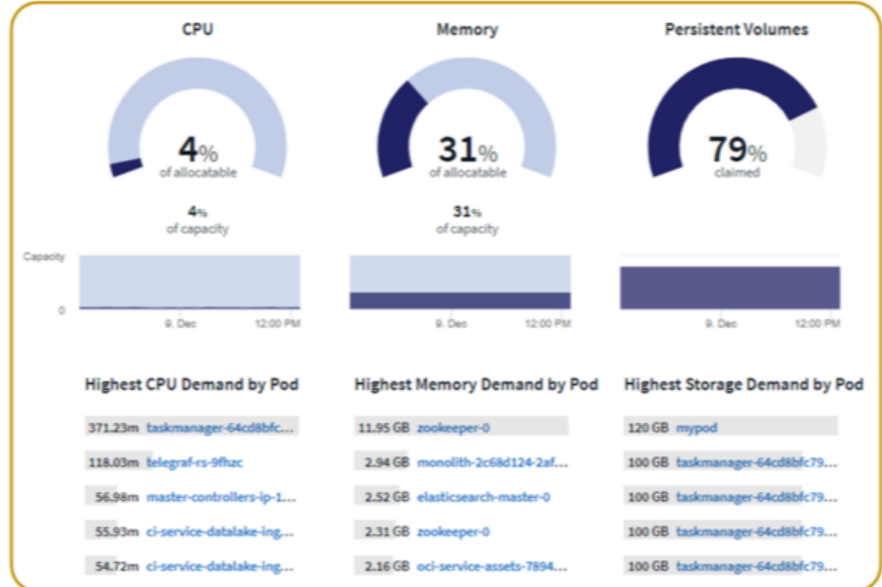 CPU
4%
of allocatable
4%
of capacity
Capacity
0
9. Dec
12:00 PM
Memory
31%
of allocatable
31%
of capacity
9. Dec
12:00 PM
Persistent Volumes
79%
claimed
9. Dec
12:00 PM
Highest CPU Demand by Pod
371.23m taskmanager-64cd8bfc...
118.03m telegraf-rs-9fhzc
56.98m master-controllers-ip-1...
55.93m ci-service-datalake-ing...
54.72m ci-service-datalake-ing...
Highest Memory Demand by Pod
11.95 GB zookeeper-0
2.94 GB monolith-2c68d124-2af...
2.52 GB elasticsearch-master-0
2.31 GB zookeeper-0
2.16 GB oci-service-assets-7894...
Highest Storage Demand by Pod
120 GB mypod
100 GB taskmanager-64cd8bfc79...
100 GB taskmanager-64cd8bfc79...
100 GB taskmanager-64cd8bfc79...
100 GB taskmanager-64cd8bfc79...